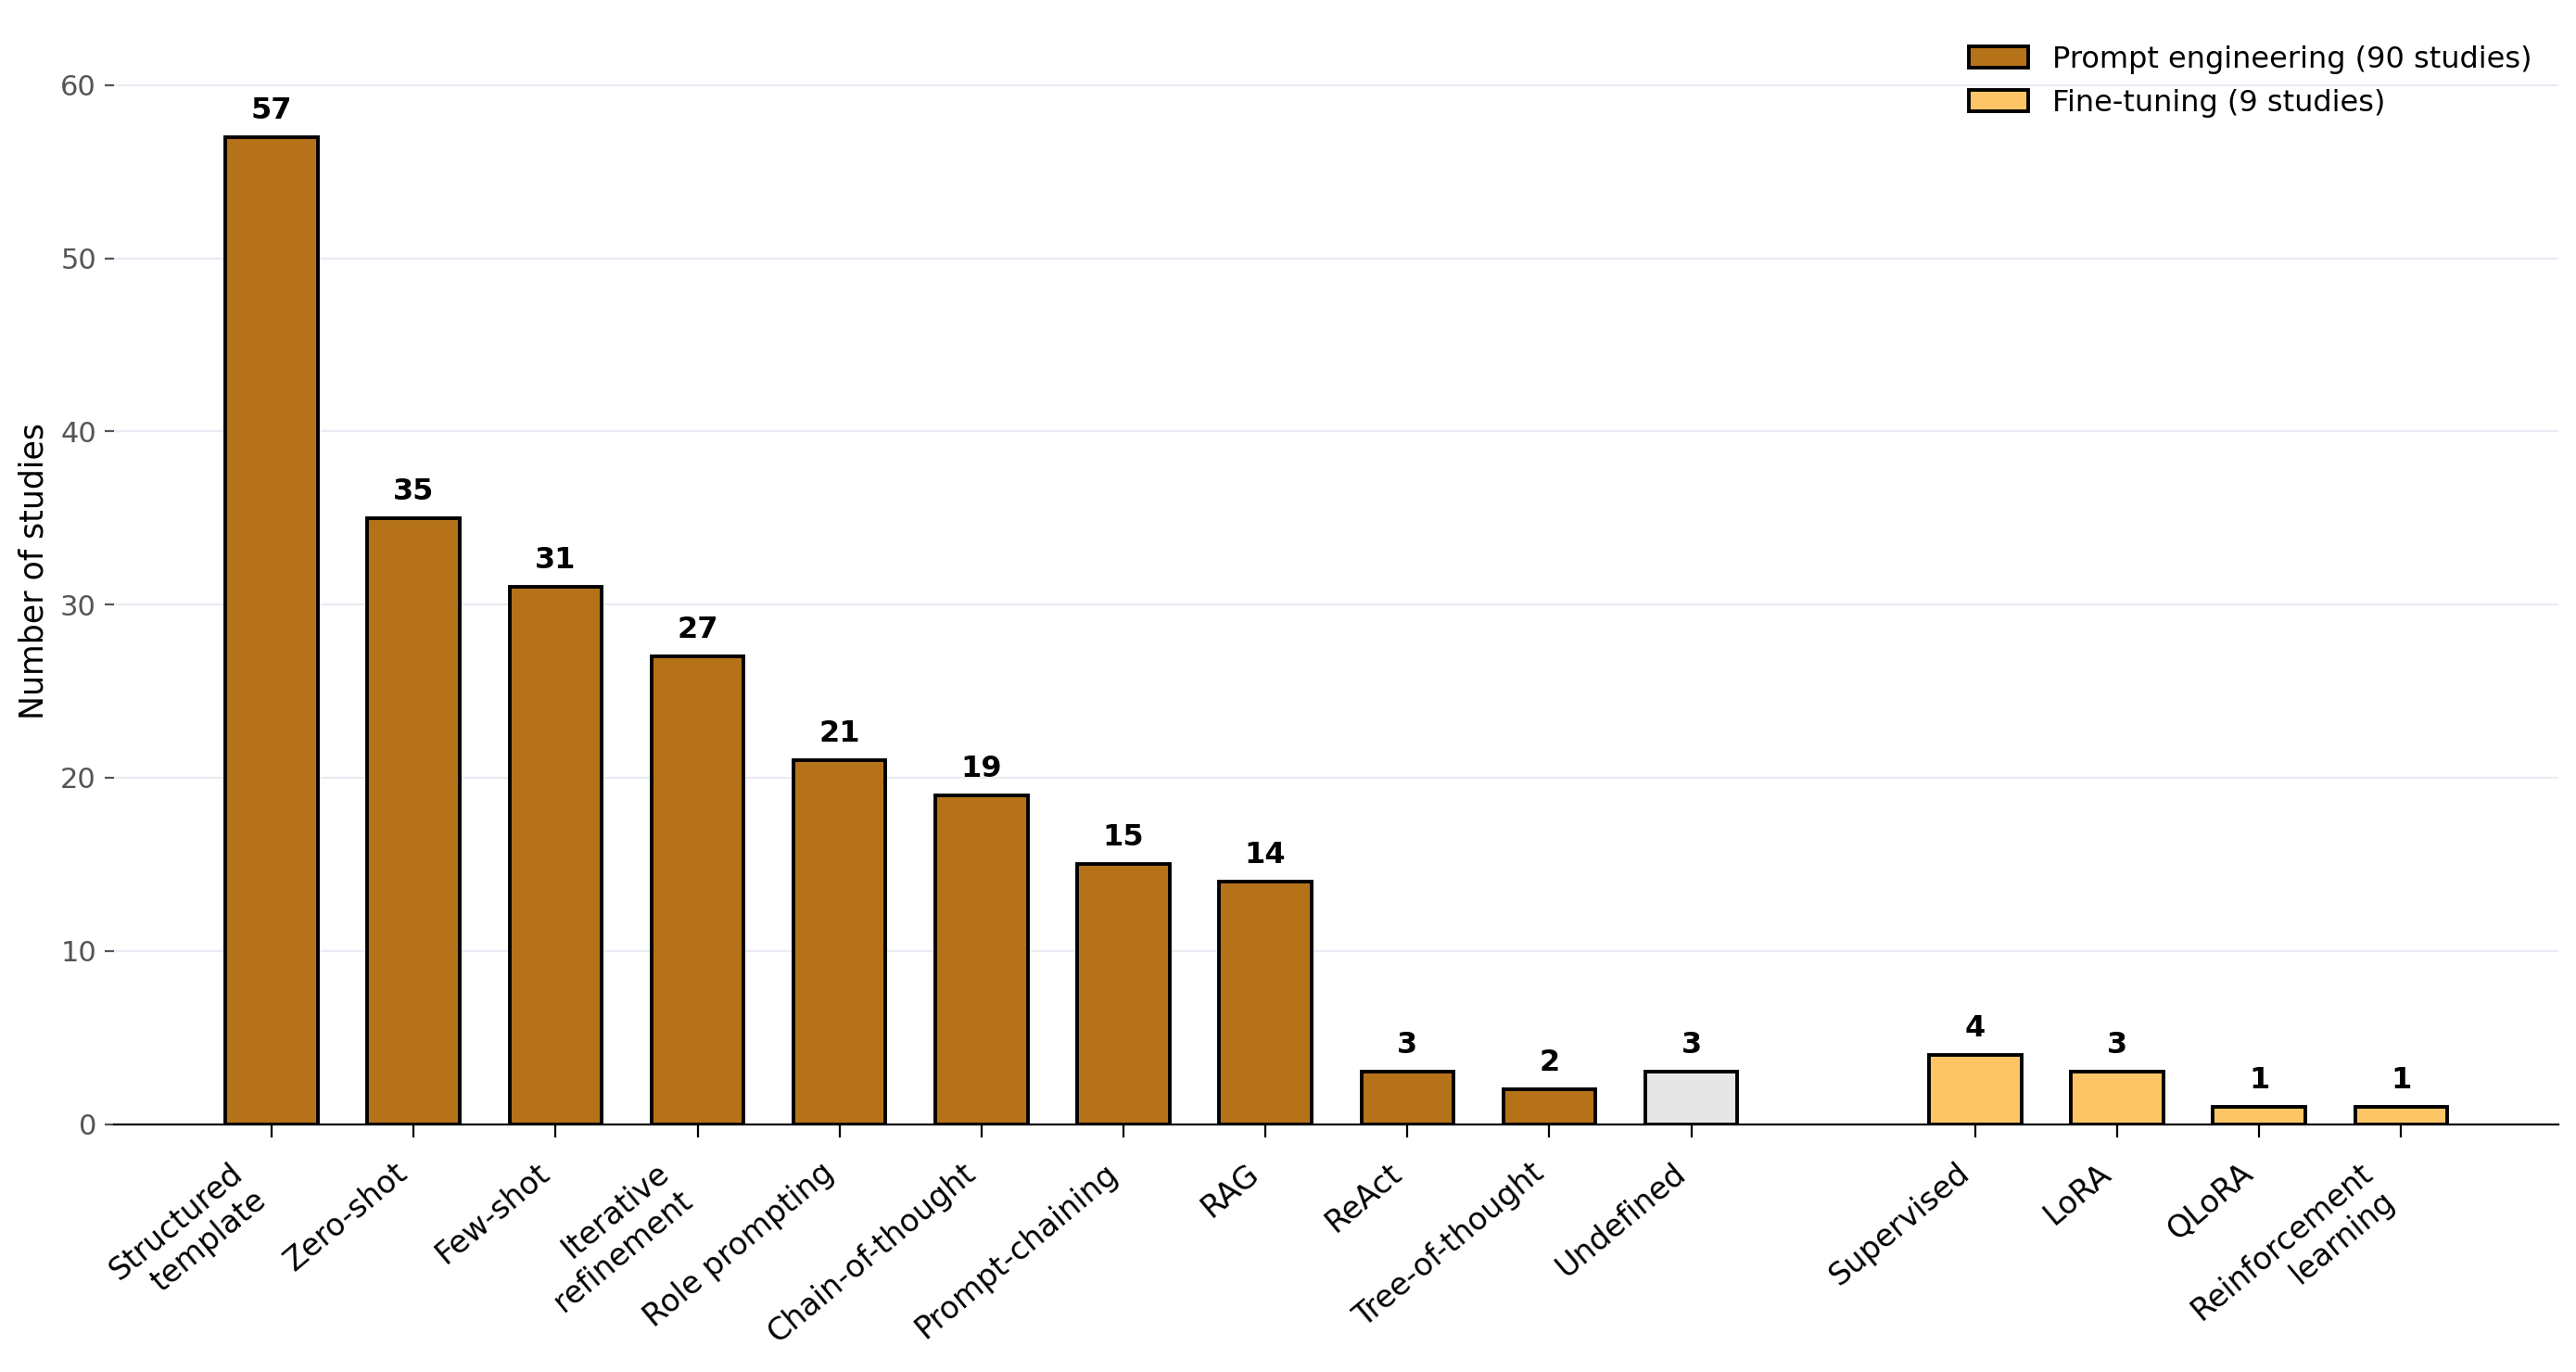 Prompt engineering (90 studies)
Fine-tuning (9 studies)
Number of studies
60
50
40
30
20
10
0
57
35
31
27
21
19
15
14
3
2
3
4
3
1
1
Structured
template
Zero-shot
Few-shot
Iterative
refinement
Role prompting
Chain-of-thought
Prompt-chaining
RAG
ReAct
Tree-of-thought
Undefined
Supervised
LoRA
QLoRA
Reinforcement
learning